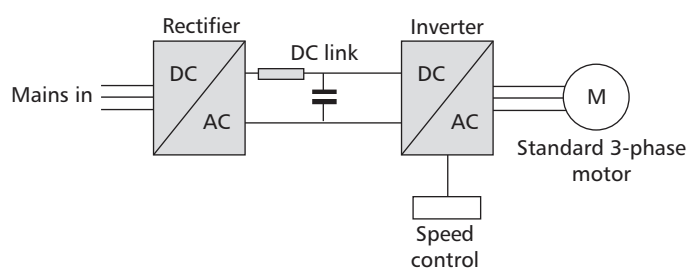 Rectifier
Inverter
DC link
DC
DC
Mains in
M
AC
AC
Standard 3-phase
motor
Speed
control